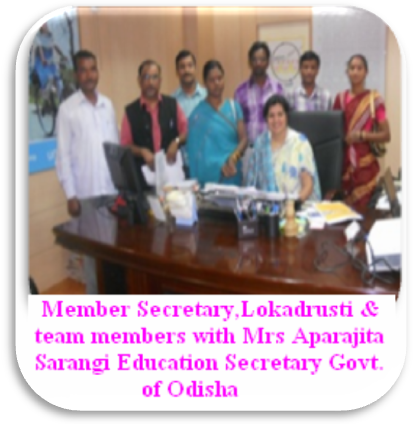 Member Secretary,Lokadrusti &
team members with Mrs Aparajita
Sarangi Education Secretary Govt.
of Odisha